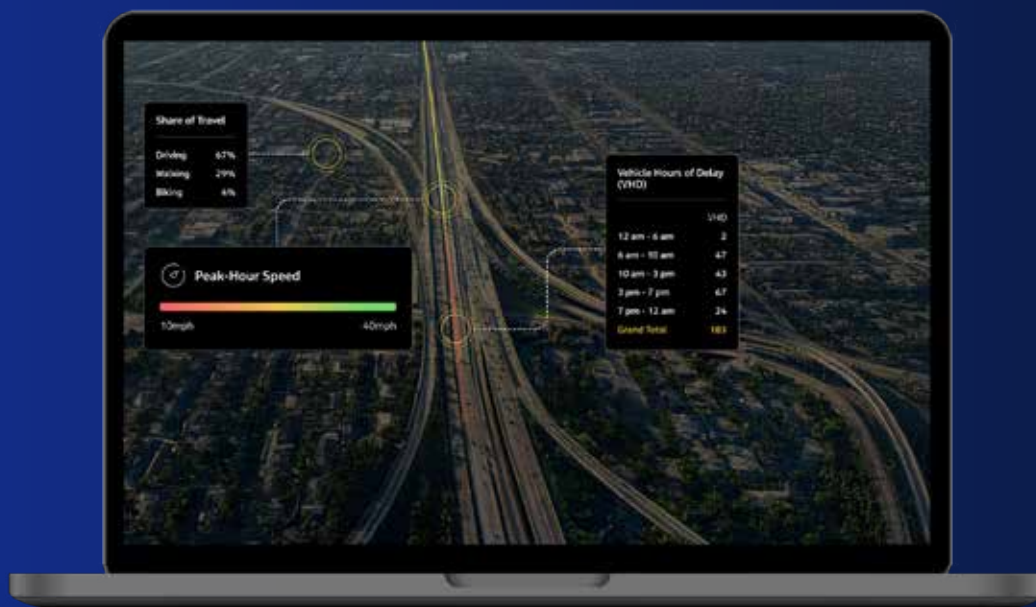 Share of Travel
Driving 67%
Walking 29%
Biking 4%
Peak-Hour Speed
10mph 40mph
Vehicle Hours of Delay
(VHD)
VHD
12 am - 6 am 2
6 am - 10 am 47
10 am - 3 pm 43
3 pm - 7 pm 67
7 pm - 12 am 24
Grand Total 183